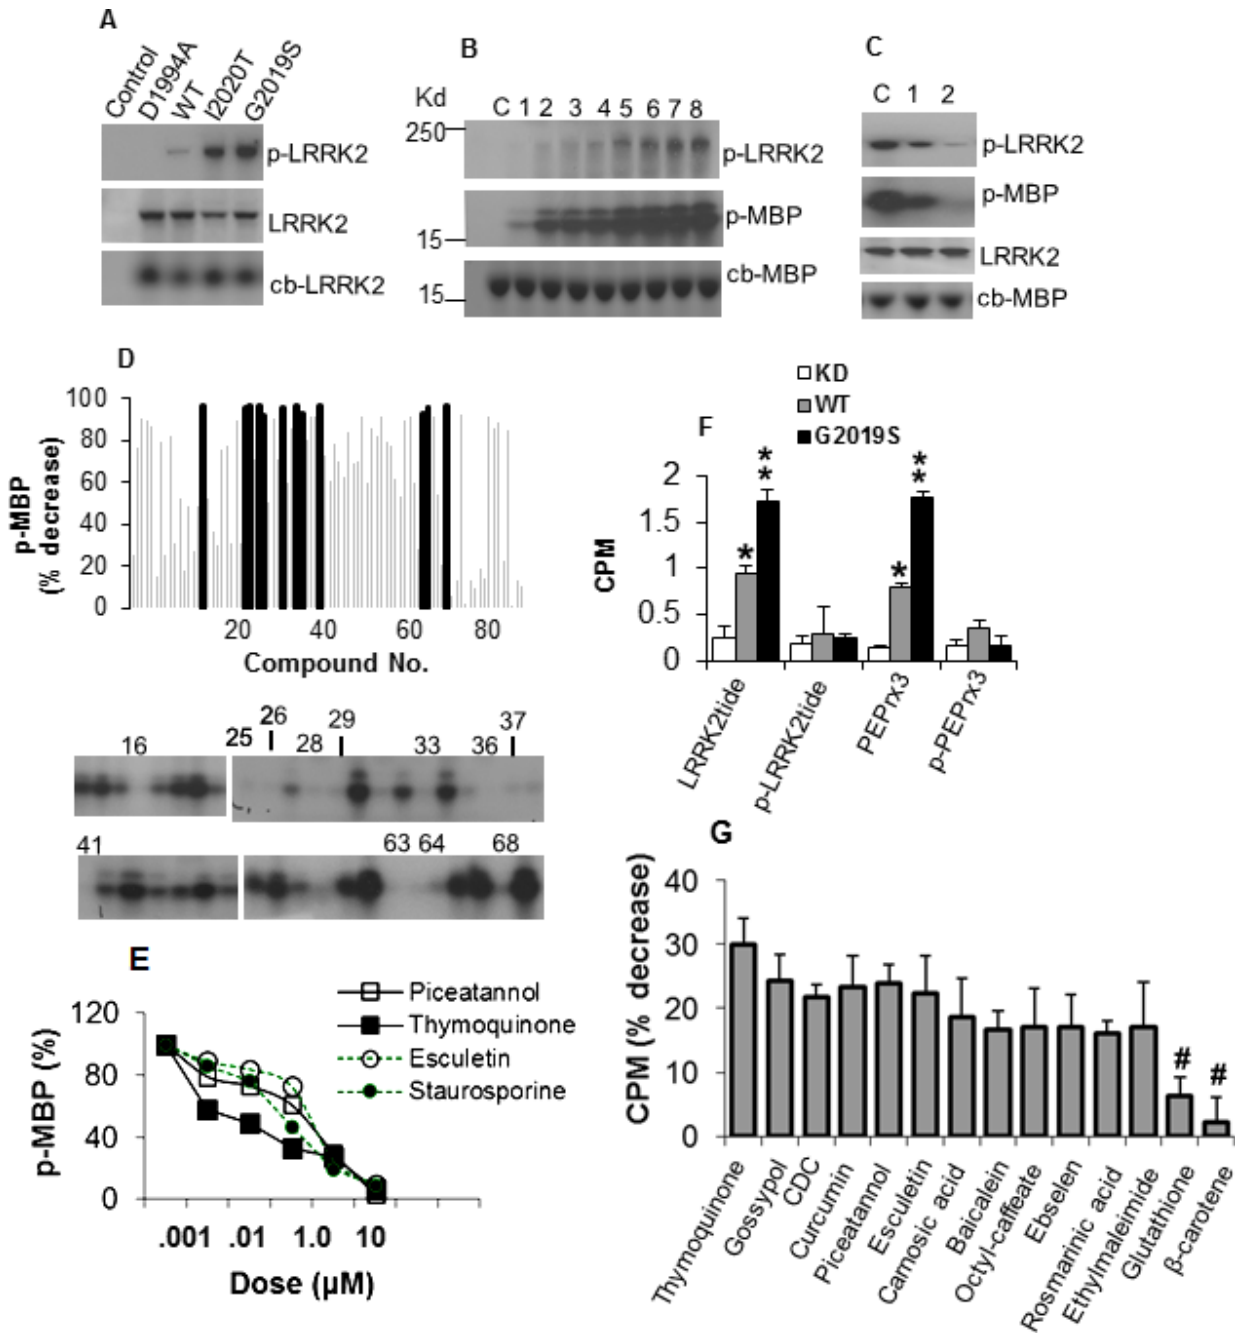 A
Control
D1994A
WT
I2020T
G2019S
p-LRRK2
LRRK2
cb-LRRK2
B
Kd
C 1 2 3 4 5 6 7 8
250
p-LRRK2
p-MBP
15
cb-MBP
15
C
C 1 2
p-LRRK2
p-MBP
LRRK2
cb-MBP
D
p-MBP
(% decrease)
100
80
60
40
20
0
20 40 60 80
Compound No.
16 25 26 28 29 33 36 37
41 63 64 68
E
Piceatannol
Thymoquinone
Esculetin
Staurosporine
p-MBP (%)
120
80
40
0
.001 .01 1.0 10
Dose (µM)
F
KD
WT
G2019S
CPM
2
1.5
1
0.5
0
*
**
*
**
LRRK2tide
p-LRRK2tide
PEPrx3
p-PEPrx3
G
CPM (% decrease)
40
30
20
10
0
# #
Thymoquinone
Gossypol
CDC
Curcumin
Piceatannol
Esculetin
Carnosic acid
Baicalein
Octyl-caffeate
Ebselen
Rosmarinic acid
Ethylmaleimide
Glutathione
β-carotene